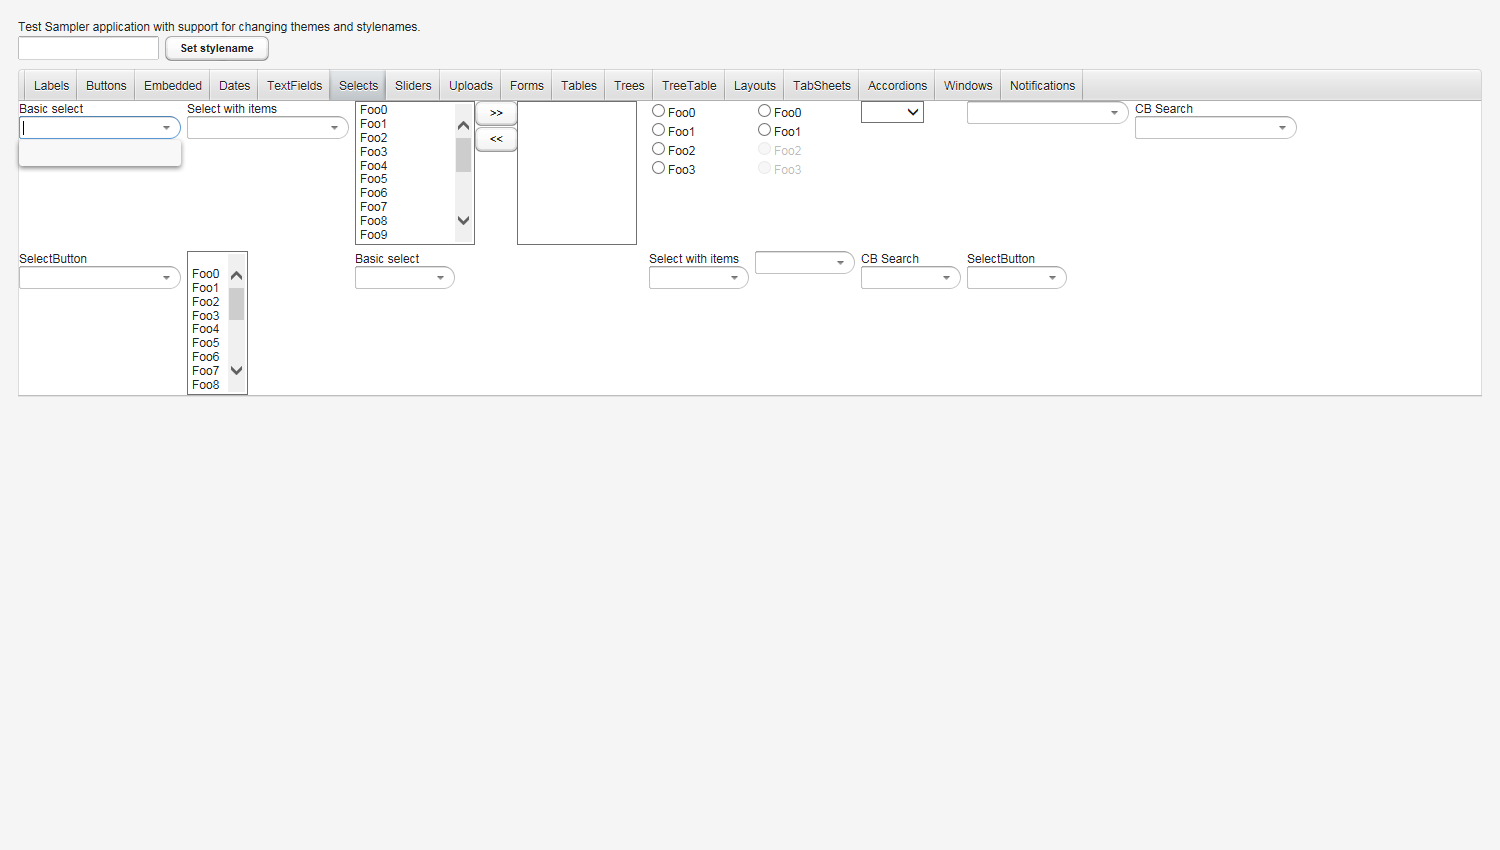 Test Sampler application with support for changing themes and stylenames.
Set stylename
Labels Buttons Embedded Dates TextFields Selects Sliders Uploads Forms Tables Trees TreeTable Layouts TabSheets Accordions Windows Notifications
Basic select
Select with items
Foo0
Foo1
Foo2
Foo3
Foo4
Foo5
Foo6
Foo7
Foo8
Foo9
>>
<<
Foo0
Foo1
Foo2
Foo3
Foo0
Foo1
Foo2
Foo3
CB Search
SelectButton
Foo0
Foo1
Foo2
Foo3
Foo4
Foo5
Foo6
Foo7
Foo8
Basic select
Select with items
CB Search
SelectButton